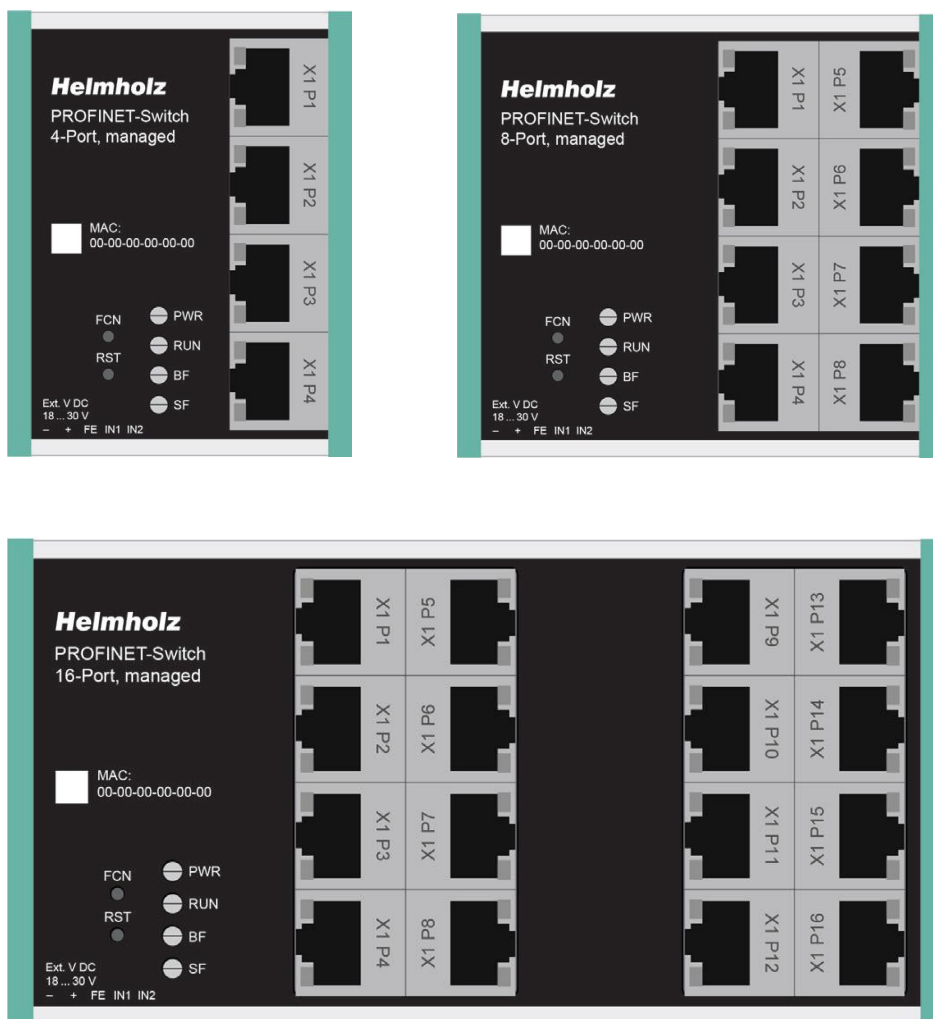 Helmholz
PROFINET-Switch
4-Port, managed
MAC:
00-00-00-00-00-00
FCN
RST
PWR
RUN
BF
SF
Ext. V DC
18 ... 30 V
– + FE IN1 IN2
X1 P1
X1 P2
X1 P3
X1 P4
Helmholz
PROFINET-Switch
8-Port, managed
MAC:
00-00-00-00-00-00
FCN
RST
PWR
RUN
BF
SF
Ext. V DC
18 ... 30 V
– + FE IN1 IN2
X1 P1
X1 P2
X1 P3
X1 P4
X1 P5
X1 P6
X1 P7
X1 P8
Helmholz
PROFINET-Switch
16-Port, managed
MAC:
00-00-00-00-00-00
FCN
RST
PWR
RUN
BF
SF
Ext. V DC
18 ... 30 V
– + FE IN1 IN2
X1 P1
X1 P2
X1 P3
X1 P4
X1 P5
X1 P6
X1 P7
X1 P8
X1 P9
X1 P10
X1 P11
X1 P12
X1 P13
X1 P14
X1 P15
X1 P16